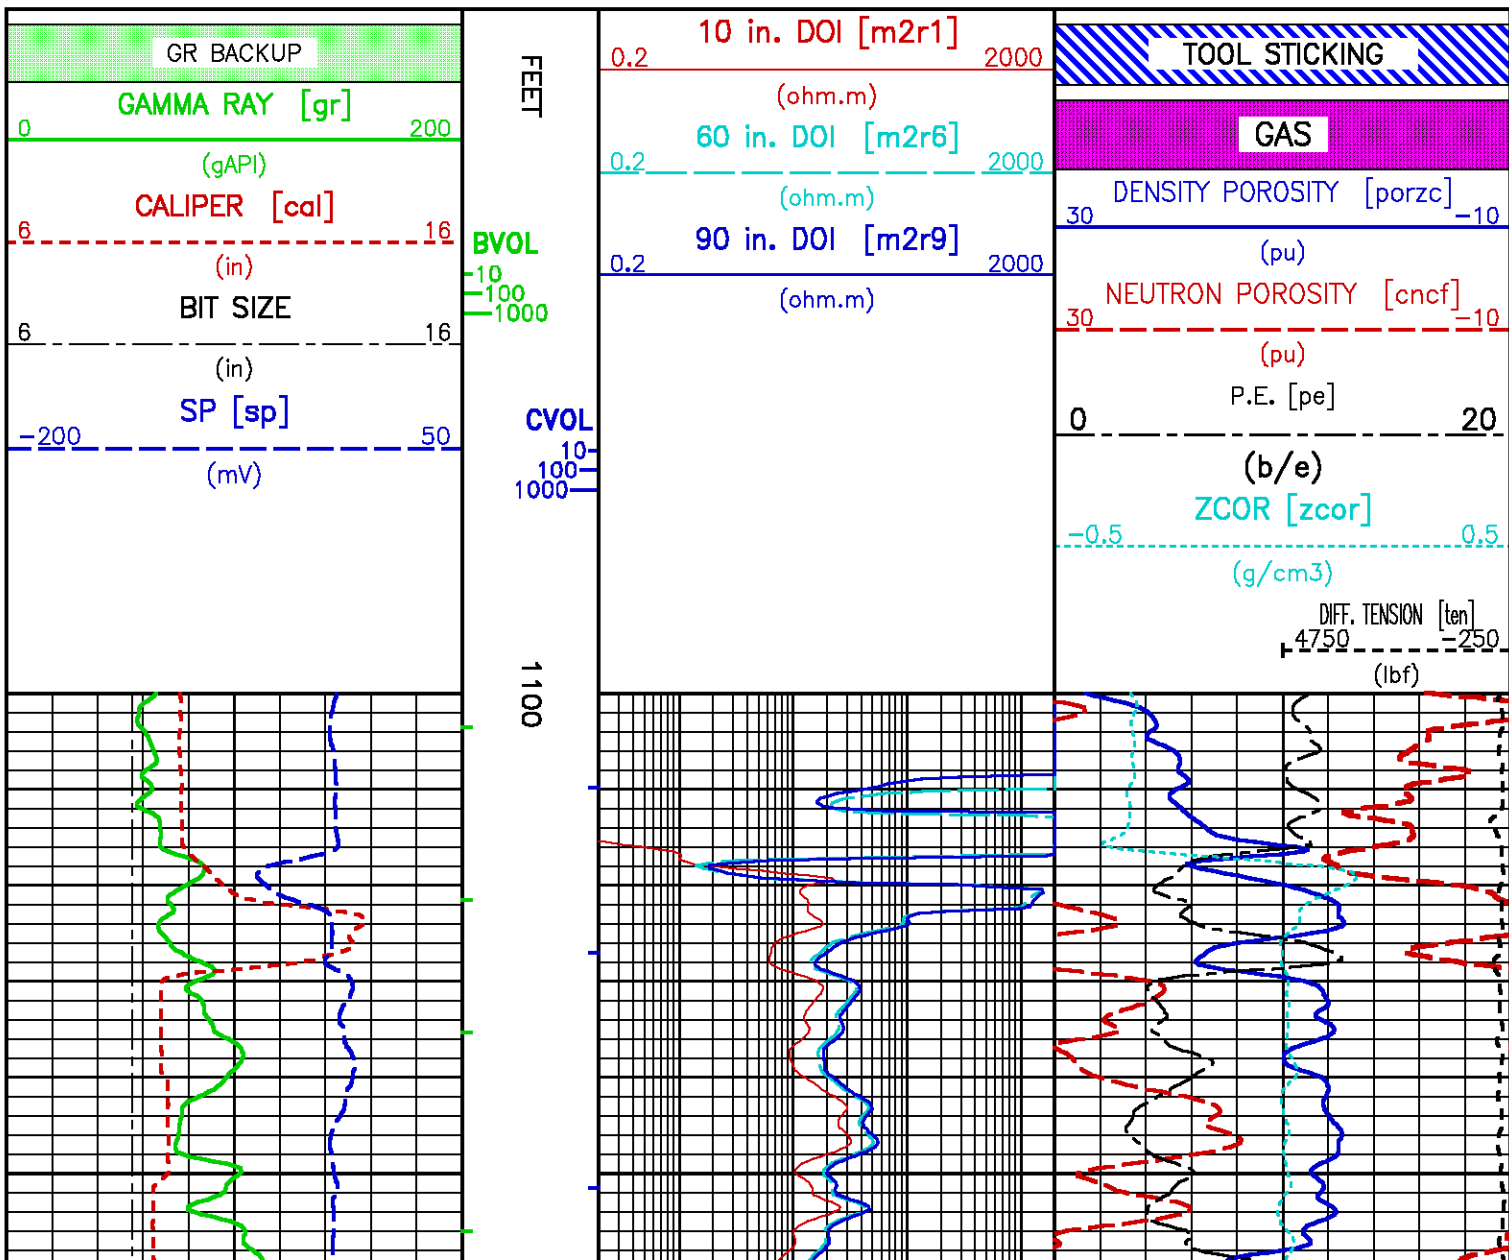 GR BACKUP
GAMMA RAY [gr]
0 200
(gAPI)
CALIPER [cal]
6 16
(in)
BIT SIZE
6 16
(in)
SP [sp]
-200 50
(mV)
FEET
BVOL
10
100
1000
CVOL
10
100
1000
1100
10 in. DOI [m2r1]
0.2 2000
(ohm.m)
60 in. DOI [m2r6]
0.2 2000
(ohm.m)
90 in. DOI [m2r9]
0.2 2000
(ohm.m)
TOOL STICKING
GAS
DENSITY POROSITY [porzc]
30 -10
(pu)
NEUTRON POROSITY [cncf]
30 -10
(pu)
P.E. [pe]
0 20
(b/e)
ZCOR [zcor]
-0.5 0.5
(g/cm3)
DIFF. TENSION [ten]
4750 -250
(lbf)